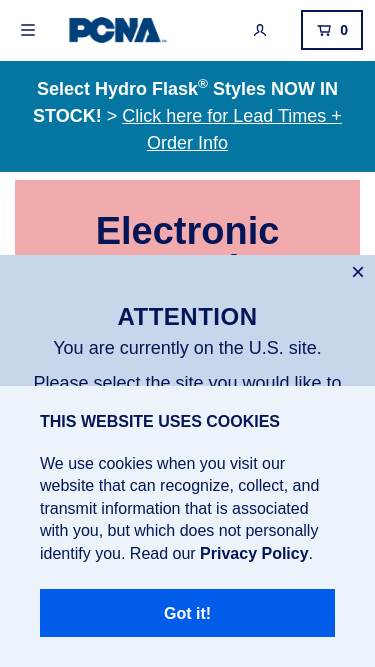 PCNA
0
Select Hydro Flask® Styles NOW IN
STOCK! > Click here for Lead Times +
Order Info
Electronic
×
ATTENTION
You are currently on the U.S. site.
Please select the site you would like to
THIS WEBSITE USES COOKIES
We use cookies when you visit our
website that can recognize, collect, and
transmit information that is associated
with you, but which does not personally
identify you. Read our Privacy Policy.
Got it!